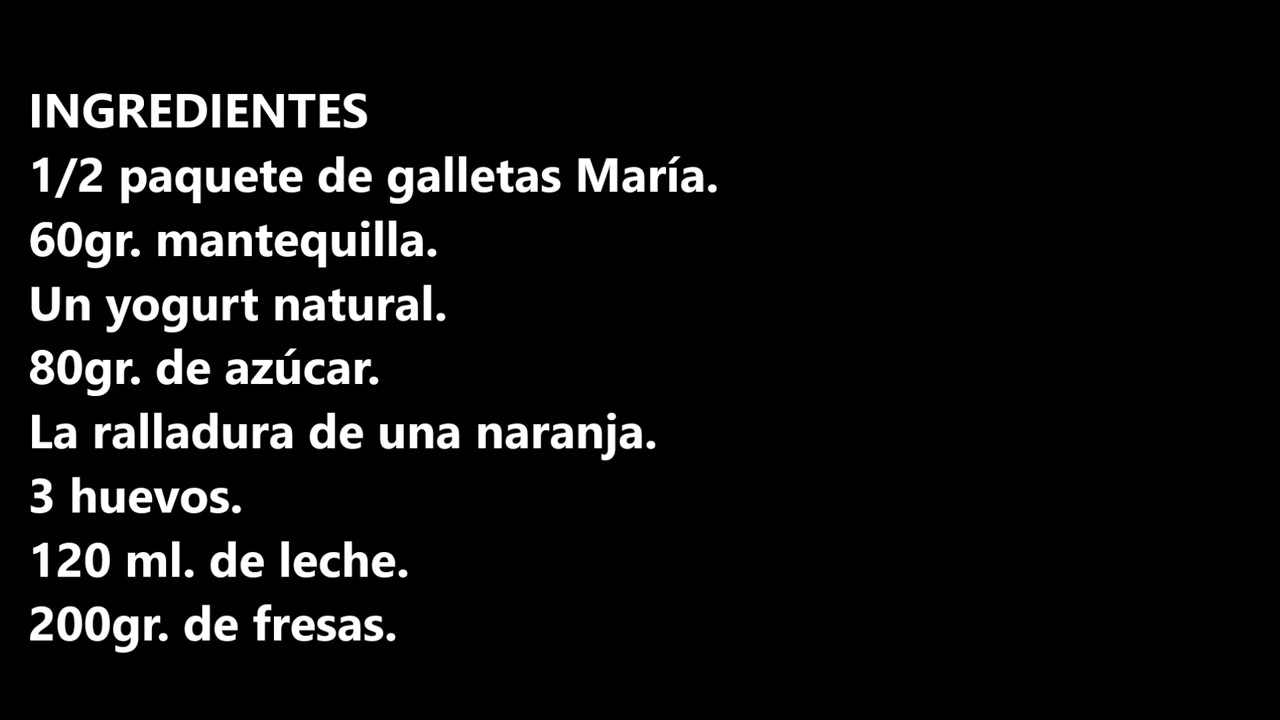 INGREDIENTES
1/2 paquete de galletas María.
60gr. mantequilla.
Un yogurt natural.
80gr. de azúcar.
La ralladura de una naranja.
3 huevos.
120 ml. de leche.
200gr. de fresas.